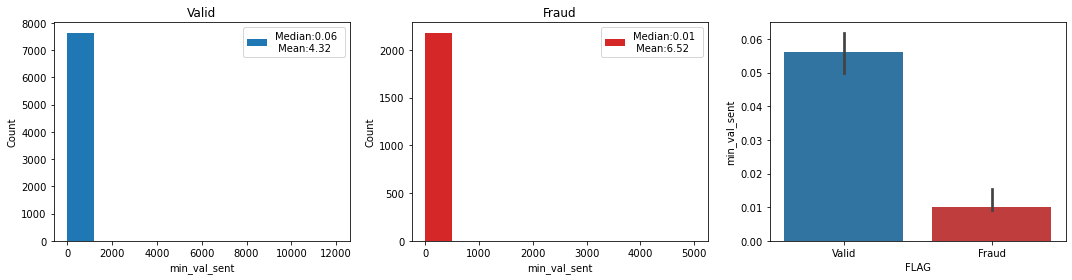 Valid
8000
7000
6000
5000
4000
3000
2000
1000
0
Count
Median:0.06
Mean:4.32
0 2000 4000 6000 8000 10000 12000
min_val_sent
Fraud
2000
1500
1000
500
0
Count
Median:0.01
Mean:6.52
0 1000 2000 3000 4000 5000
min_val_sent
0.06
0.05
0.04
0.03
0.02
0.01
0.00
min_val_sent
Valid Fraud
FLAG